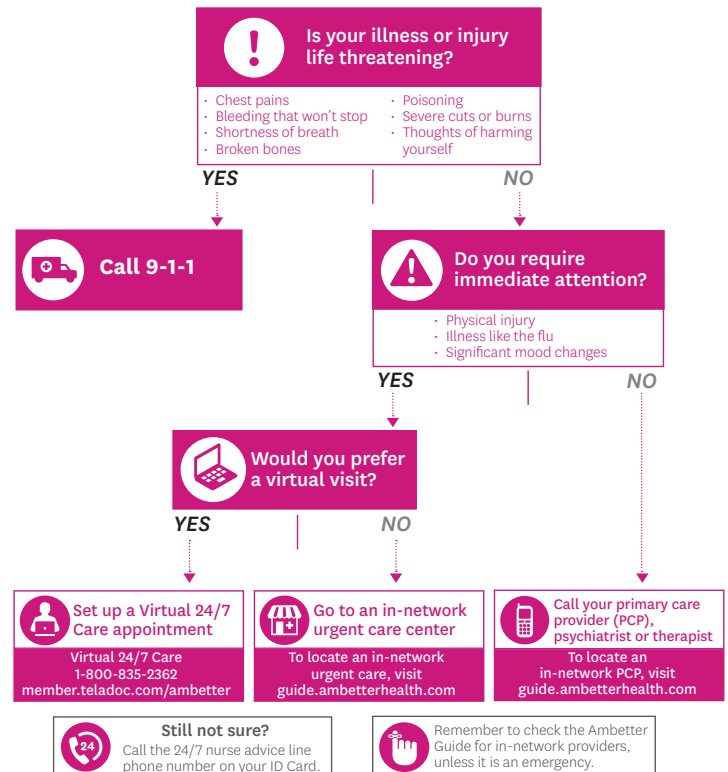 Is your illness or injury
life threatening?
· Chest pains
· Bleeding that won't stop
· Shortness of breath
· Broken bones
· Poisoning
· Severe cuts or burns
· Thoughts of harming
yourself
YES
NO
Call 9-1-1
Do you require
immediate attention?
· Physical injury
· Illness like the flu
· Significant mood changes
YES
NO
Would you prefer
a virtual visit?
YES
NO
Set up a Virtual 24/7
Care appointment
Virtual 24/7 Care
1-800-835-2362
member.teladoc.com/ambetter
Go to an in-network
urgent care center
To locate an in-network
urgent care, visit
guide.ambetterhealth.com
Call your primary care
provider (PCP),
psychiatrist or therapist
To locate an
in-network PCP, visit
guide.ambetterhealth.com
24
Still not sure?
Call the 24/7 nurse advice line
phone number on your ID Card.
Remember to check the Ambetter
Guide for in-network providers,
unless it is an emergency.